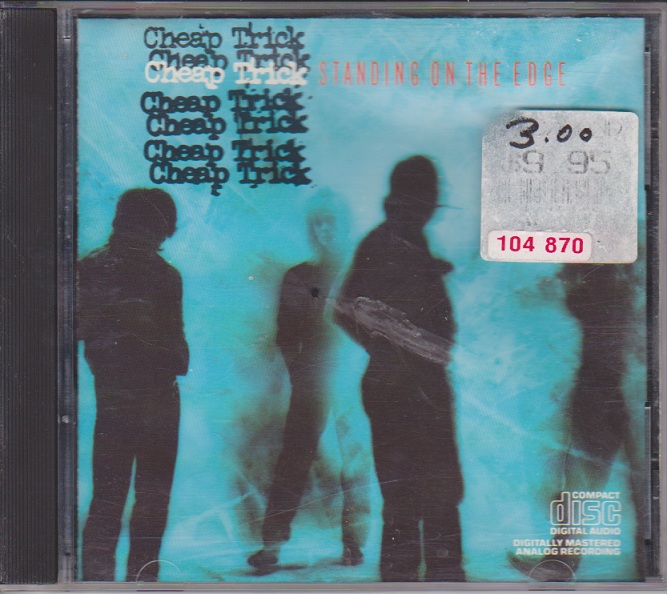 Cheap Trick
Cheap Trick
Cheap Trick STANDING ON THE EDGE
Cheap Trick
Cheap Trick
Cheap Trick
Cheap Trick
3.00
9 95
104 870
COMPACT
disc
DIGITAL AUDIO
DIGITALLY MASTERED
ANALOG RECORDING